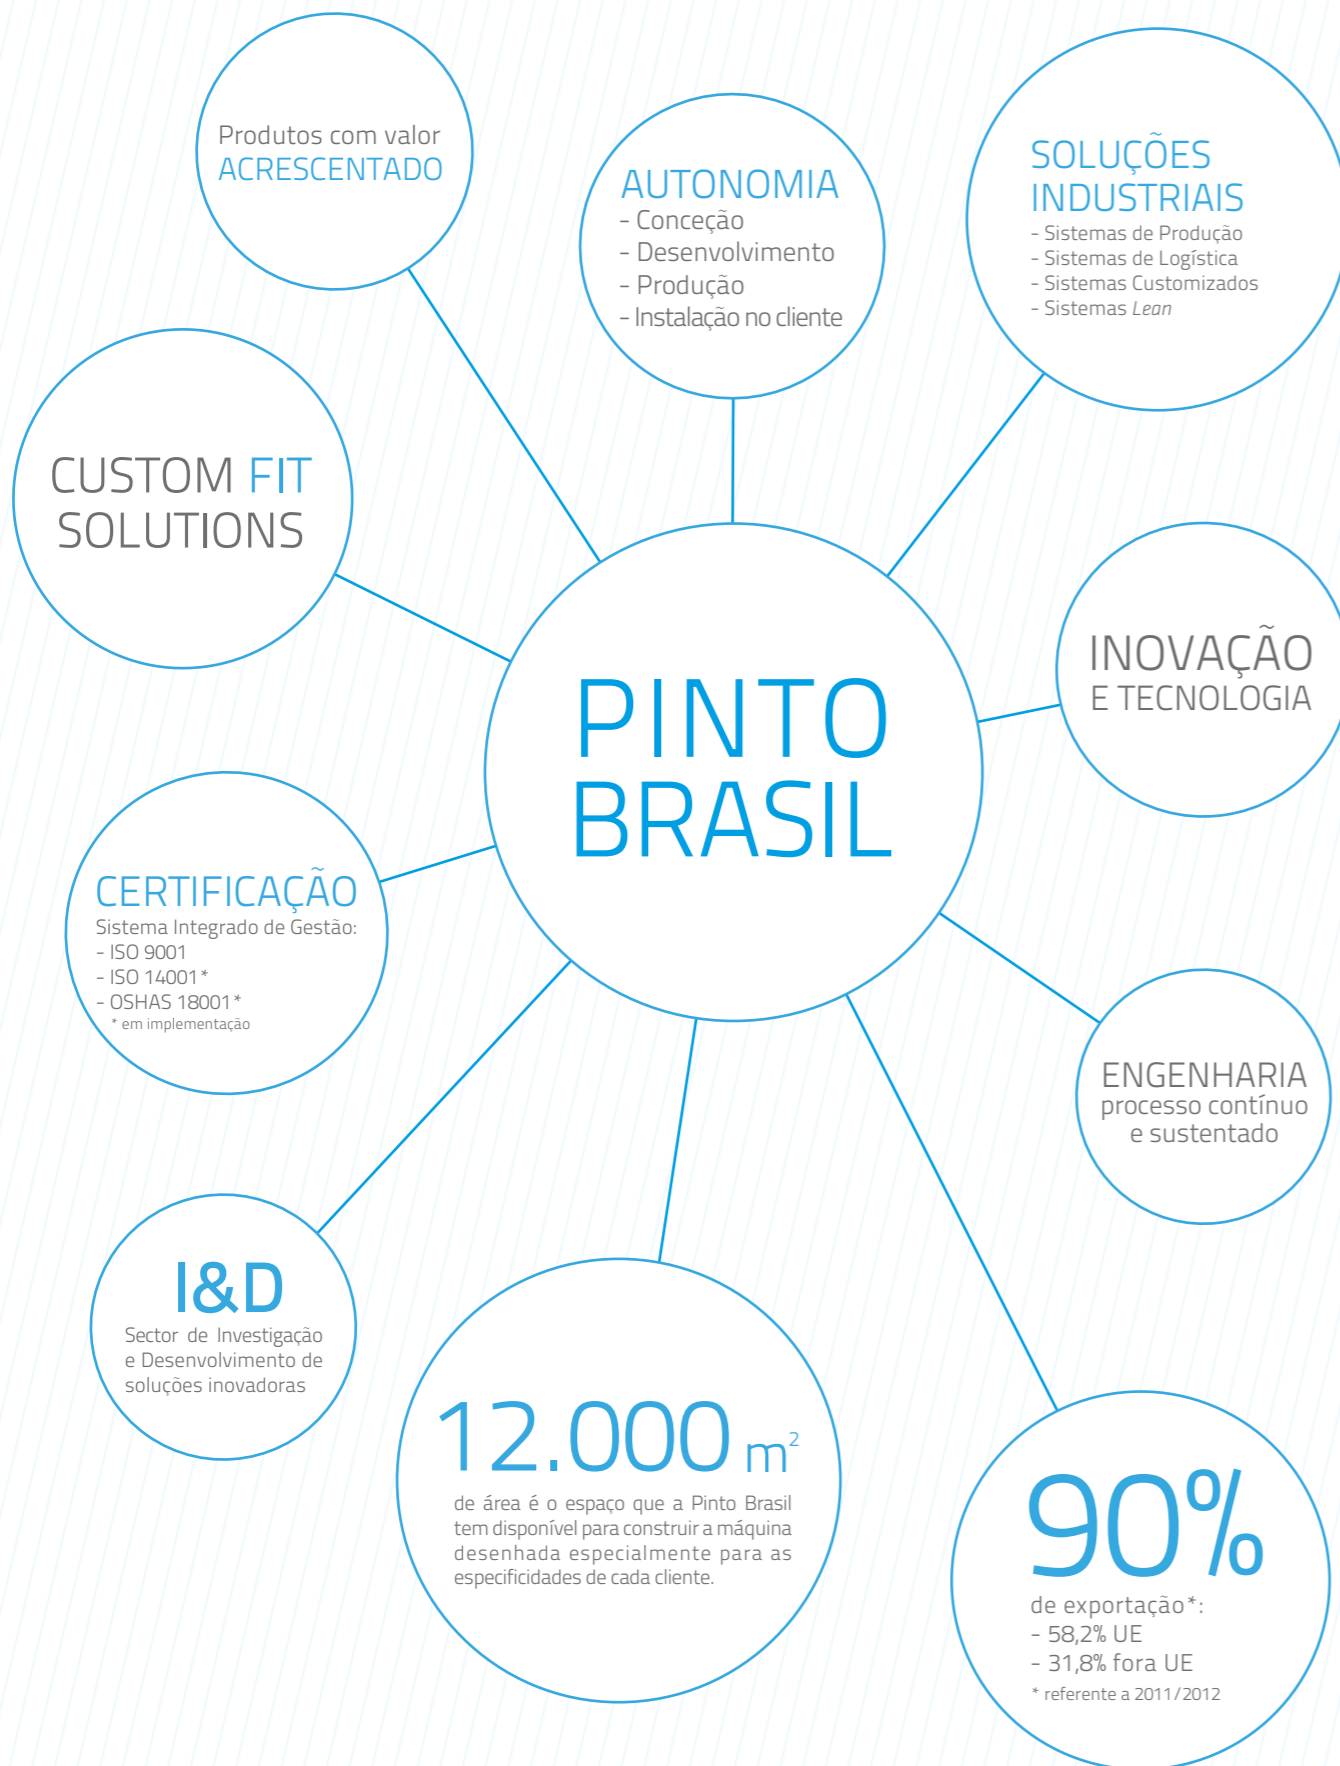 Produtos com valor
ACRESCENTADO
AUTONOMIA
- Conceção
- Desenvolvimento
- Produção
- Instalação no cliente
SOLUÇÕES
INDUSTRIAIS
- Sistemas de Produção
- Sistemas de Logística
- Sistemas Customizados
- Sistemas Lean
CUSTOM FIT
SOLUTIONS
PINTO
BRASIL
INOVAÇÃO
E TECNOLOGIA
CERTIFICAÇÃO
Sistema Integrado de Gestão:
- ISO 9001
- ISO 14001*
- OSHAS 18001*
* em implementação
ENGENHARIA
processo contínuo
e sustentado
I&D
Sector de Investigação
e Desenvolvimento de
soluções inovadoras
12.000 m²
de área é o espaço que a Pinto Brasil
tem disponível para construir a máquina
desenhada especialmente para as
especificidades de cada cliente.
90%
de exportação*:
- 58,2% UE
- 31,8% fora UE
* referente a 2011/2012